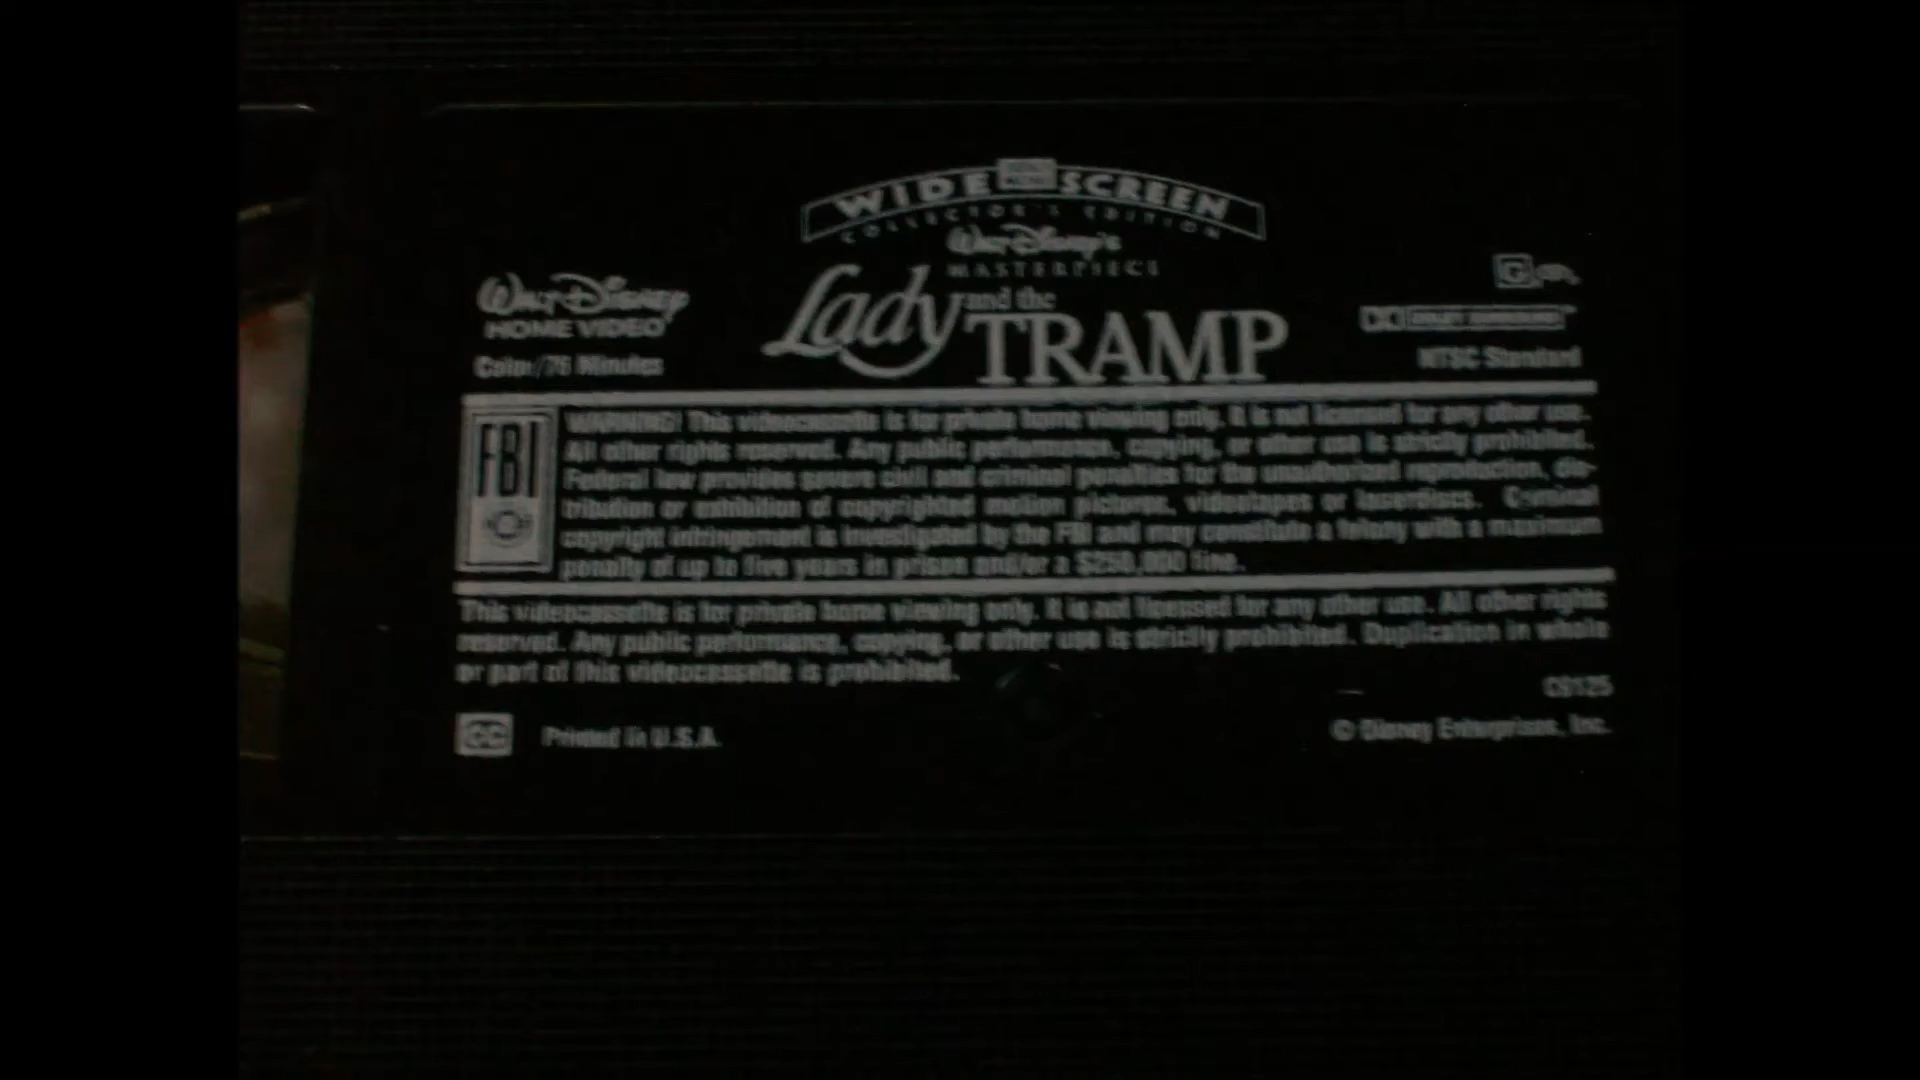 WIDE SCREEN
COLLECTOR'S EDITION
WALT DISNEY's
MASTERPIECE
Lady and the
TRAMP
WALT DISNEY
HOME VIDEO
Color/76 Minutes
G
NTSC Standard
FBI
WARNING! This videocassette is for private home viewing only. It is not licensed for any other use.
All other rights reserved. Any public performance, copying, or other use is strictly prohibited.
Federal law provides severe civil and criminal penalties for the unauthorized reproduction, dis-
tribution or exhibition of copyrighted motion pictures, videotapes or laserdiscs. Criminal
copyright infringement is investigated by the FBI and may constitute a felony with a maximum
penalty of up to five years in prison and/or a $250,000 fine.
This videocassette is for private home viewing only. It is not licensed for any other use. All other rights
reserved. Any public performance, copying, or other use is strictly prohibited. Duplication in whole
or part of this videocassette is prohibited.
CC
Printed in U.S.A.
© Disney Enterprises, Inc.